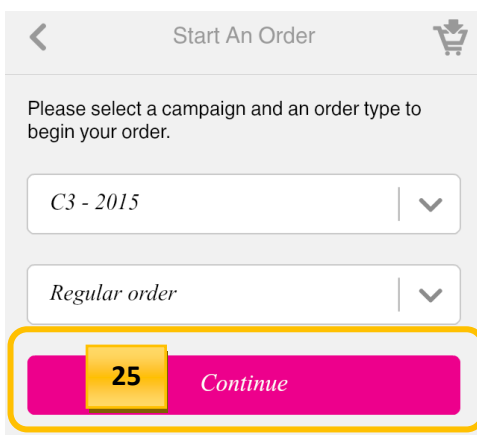 Start An Order
Please select a campaign and an order type to
begin your order.
C3 - 2015
Regular order
25 Continue